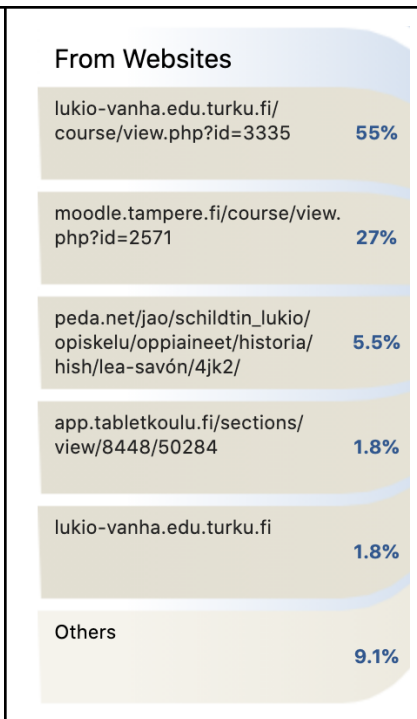 From Websites
lukio-vanha.edu.turku.fi/
course/view.php?id=3335 55%
moodle.tampere.fi/course/view.
php?id=2571 27%
peda.net/jao/schildtin_lukio/
opiskelu/oppiaineet/historia/ 5.5%
hish/lea-savón/4jk2/
app.tabletkoulu.fi/sections/
view/8448/50284 1.8%
lukio-vanha.edu.turku.fi
1.8%
Others
9.1%